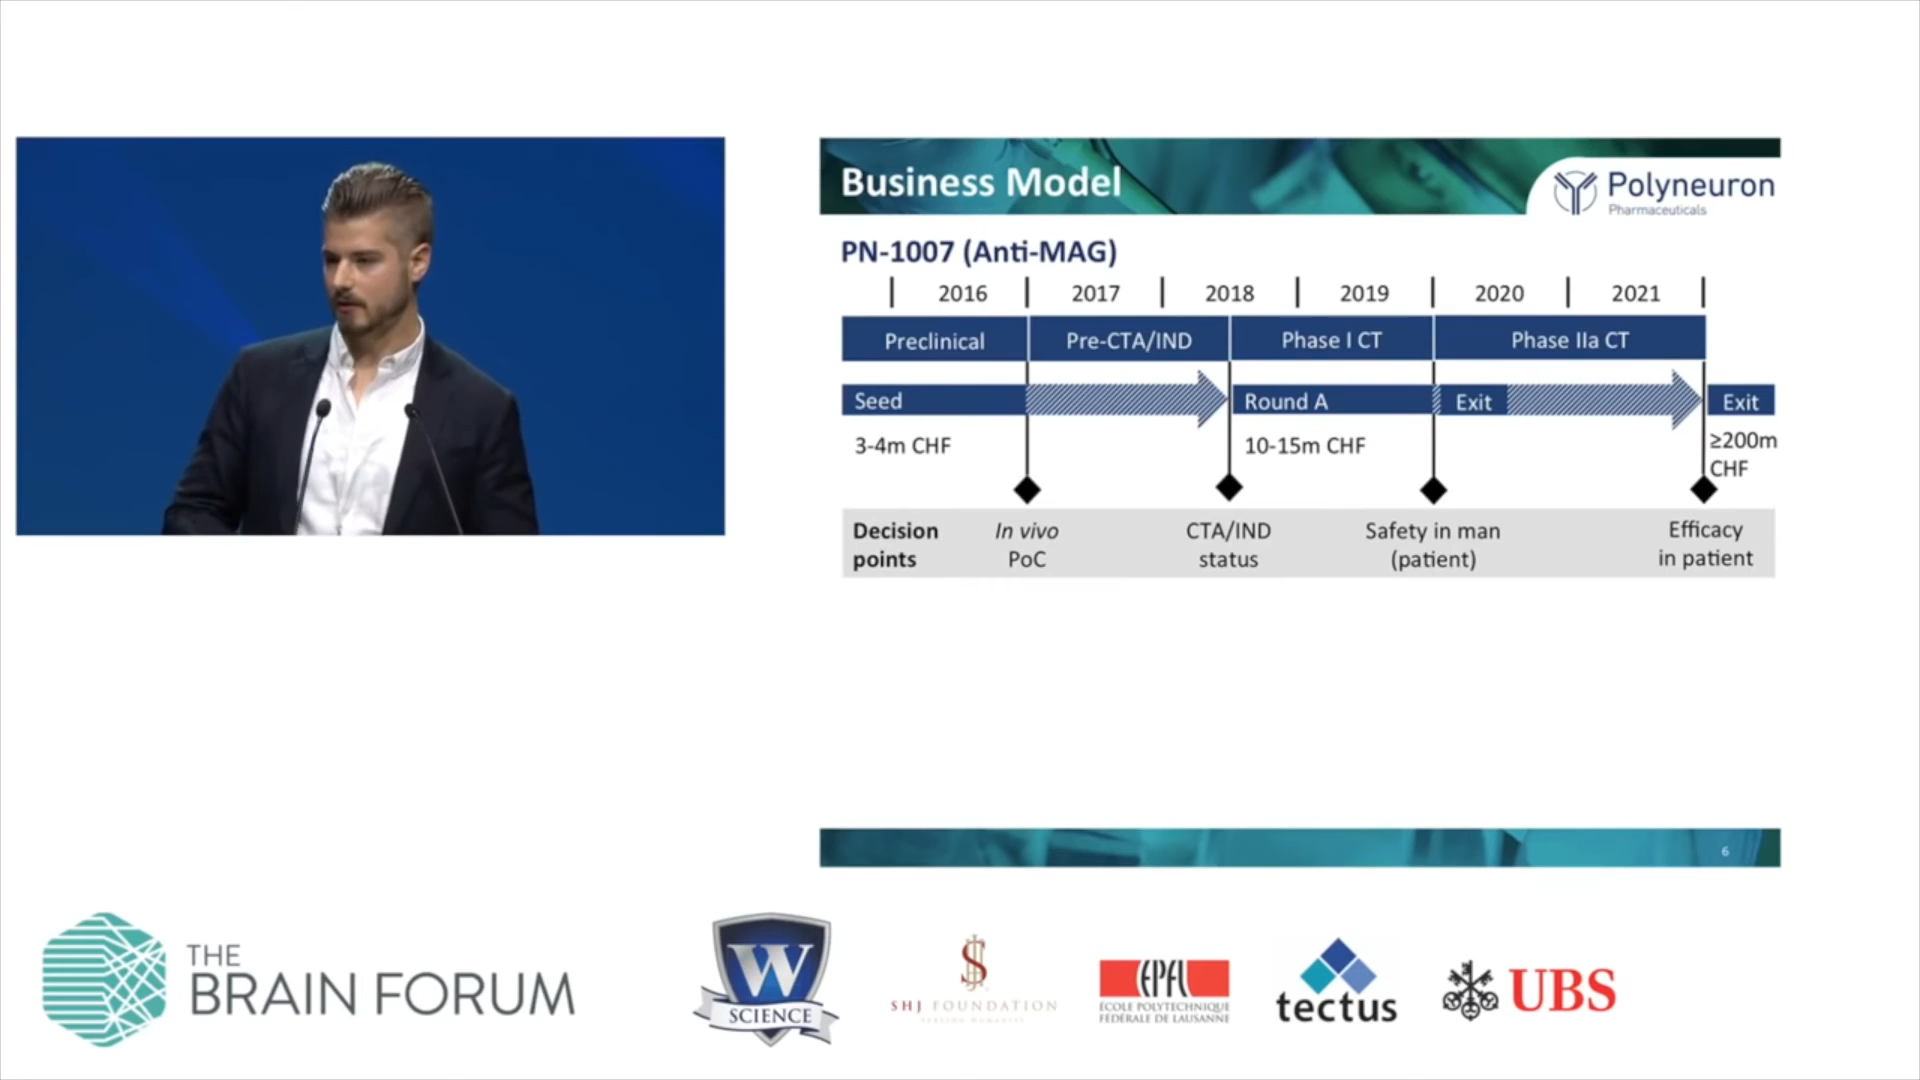 Business Model
Polyneuron
Pharmaceuticals
PN-1007 (Anti-MAG)
2016 2017 2018 2019 2020 2021
Preclinical Pre-CTA/IND Phase I CT Phase IIa CT
Seed Round A Exit Exit
3-4m CHF 10-15m CHF ≥200m
CHF
Decision In vivo CTA/IND Safety in man Efficacy
points PoC status (patient) in patient
6
THE
BRAIN FORUM
W
SCIENCE
SHJ FOUNDATION
EPFL
ÉCOLE POLYTECHNIQUE
FÉDÉRALE DE LAUSANNE
tectus
UBS